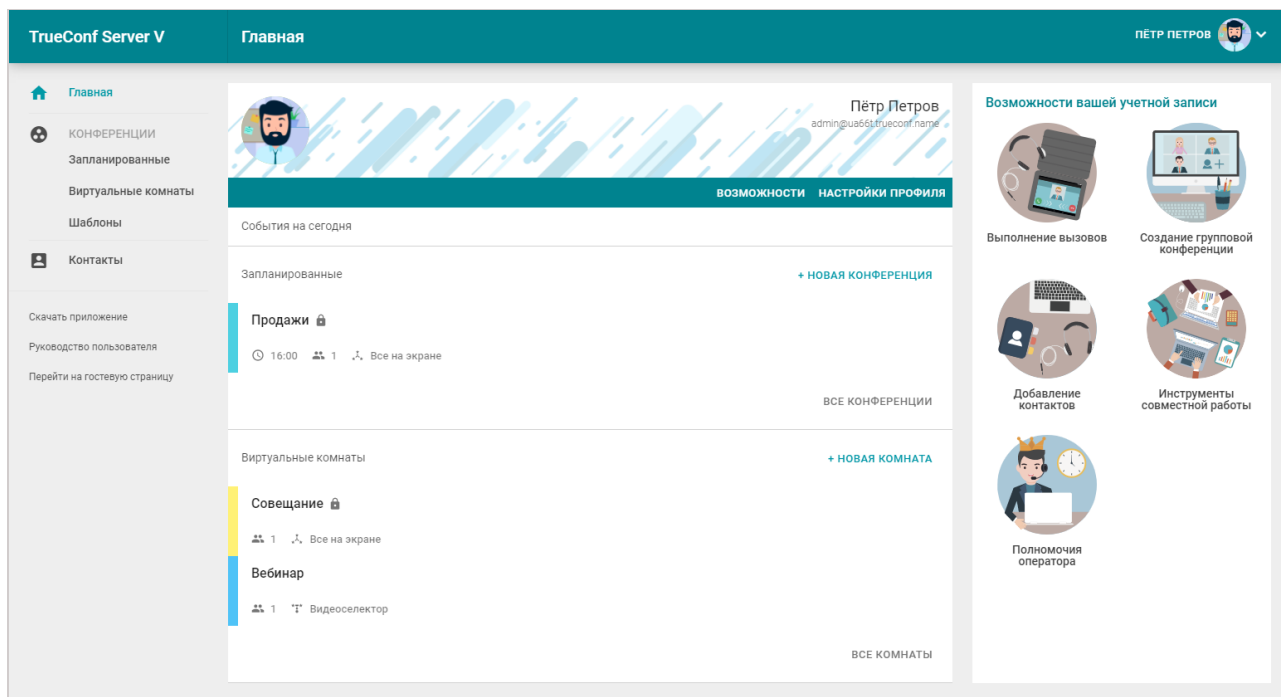 TrueConf Server V
Главная
ПЁТР ПЕТРОВ
Главная
КОНФЕРЕНЦИИ
Запланированные
Виртуальные комнаты
Шаблоны
Контакты
Скачать приложение
Руководство пользователя
Перейти на гостевую страницу
Пётр Петров
admin@ua66t.trueconf.name
ВОЗМОЖНОСТИ НАСТРОЙКИ ПРОФИЛЯ
События на сегодня
Запланированные
+ НОВАЯ КОНФЕРЕНЦИЯ
Продажи
16:00 1 Все на экране
ВСЕ КОНФЕРЕНЦИИ
Виртуальные комнаты
+ НОВАЯ КОМНАТА
Совещание
1 Все на экране
Вебинар
1 Видеоселектор
ВСЕ КОМНАТЫ
Возможности вашей учетной записи
Выполнение вызовов
Создание групповой
конференции
Добавление
контактов
Инструменты
совместной работы
Полномочия
оператора